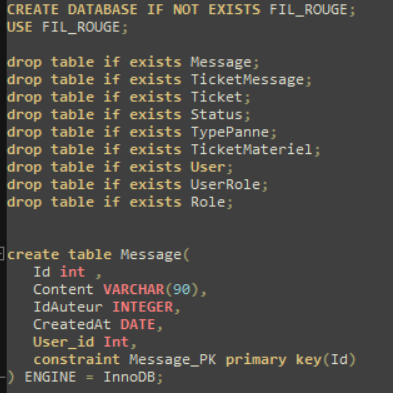 CREATE DATABASE IF NOT EXISTS FIL_ROUGE;
USE FIL_ROUGE;
drop table if exists Message;
drop table if exists TicketMessage;
drop table if exists Ticket;
drop table if exists Status;
drop table if exists TypePanne;
drop table if exists TicketMateriel;
drop table if exists User;
drop table if exists UserRole;
drop table if exists Role;
create table Message(
Id int ,
Content VARCHAR(90),
IdAuteur INTEGER,
CreatedAt DATE,
User_id Int,
constraint Message_PK primary key(Id)
) ENGINE = InnoDB;